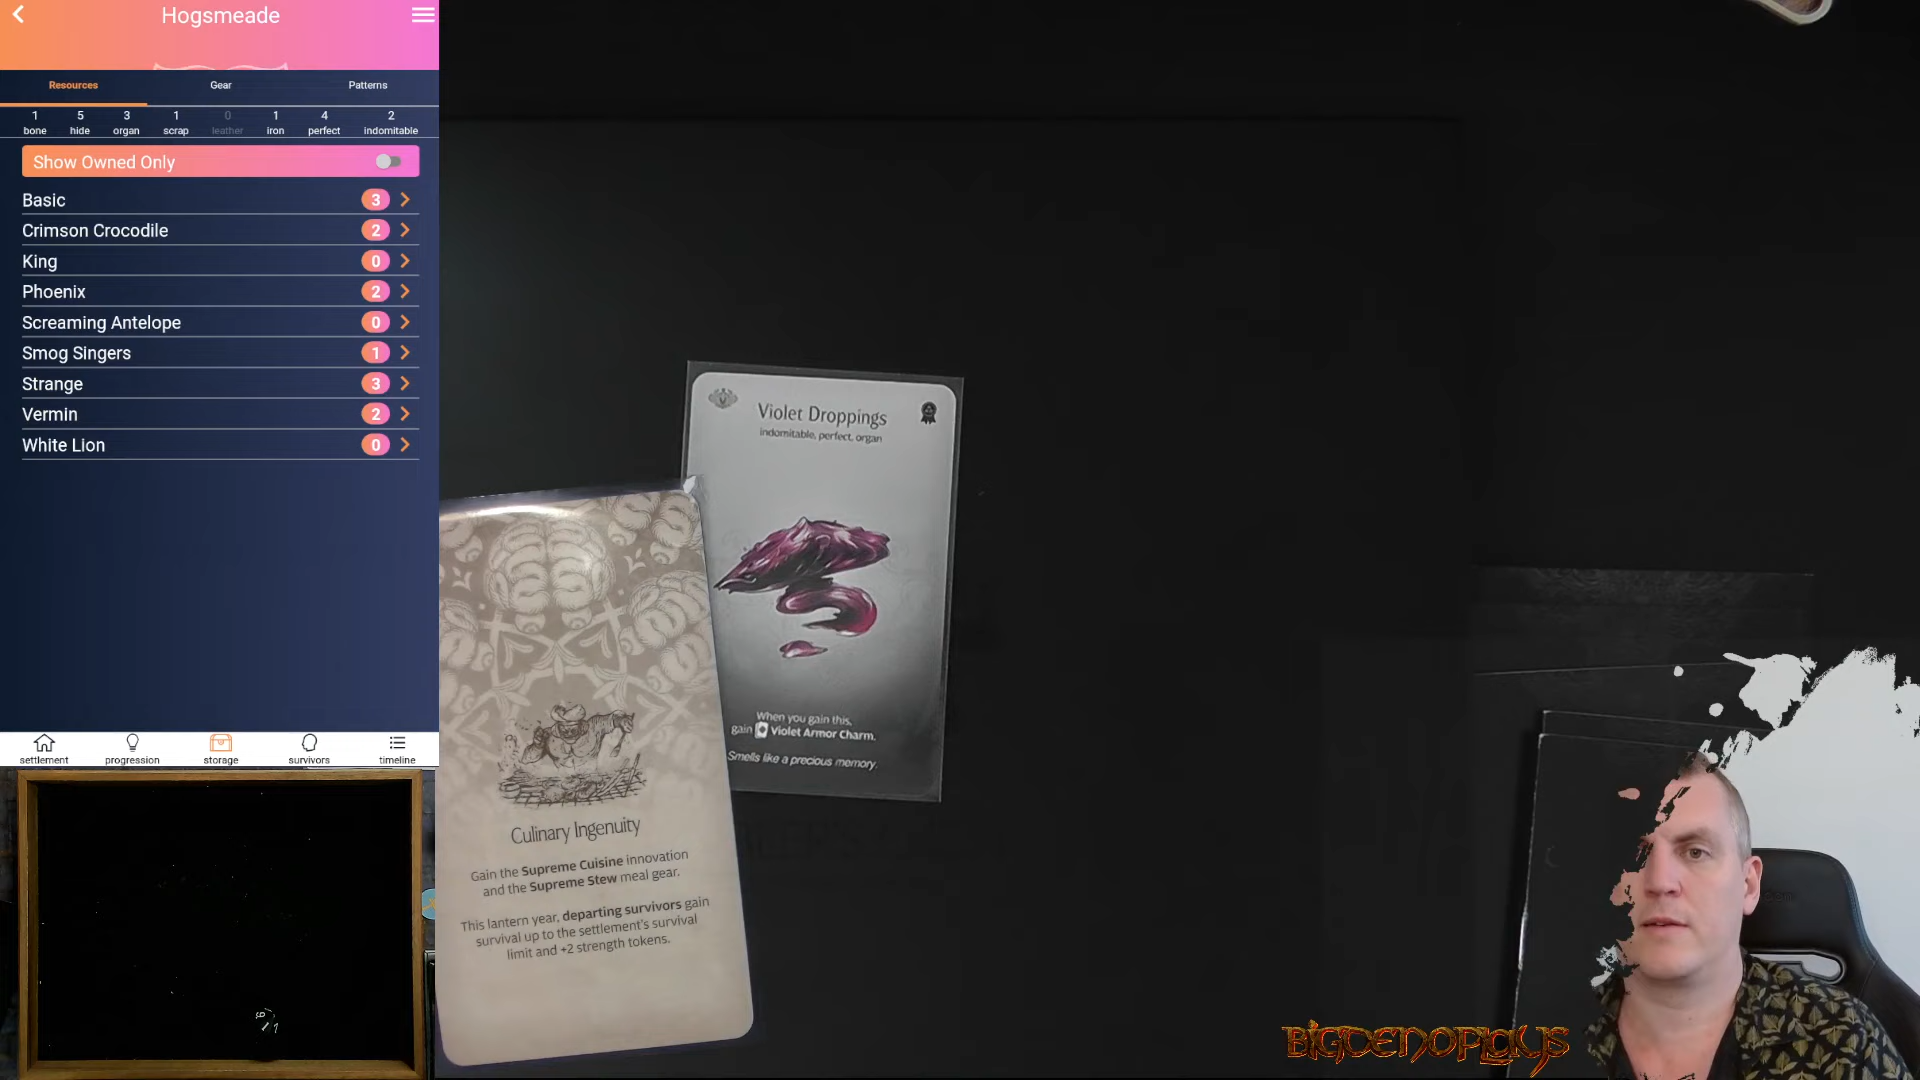 Hogsmeade
Resources Gear Patterns
1 5 3 1 0 1 4 2
bone hide organ scrap leather iron perfect indomitable
Show Owned Only
Basic 3
Crimson Crocodile 2
King 0
Phoenix 2
Screaming Antelope 0
Smog Singers 1
Strange 3
Vermin 2
White Lion 0
settlement progression storage survivors timeline
Violet Droppings
indomitable, perfect, organ
When you gain this,
gain Violet Armor Charm.
Smells like a precious memory.
Culinary Ingenuity
Gain the Supreme Cuisine innovation
and the Supreme Stew meal gear.
This lantern year, departing survivors gain
survival up to the settlement's survival
limit and +2 strength tokens.
BIGDENOPLAYS